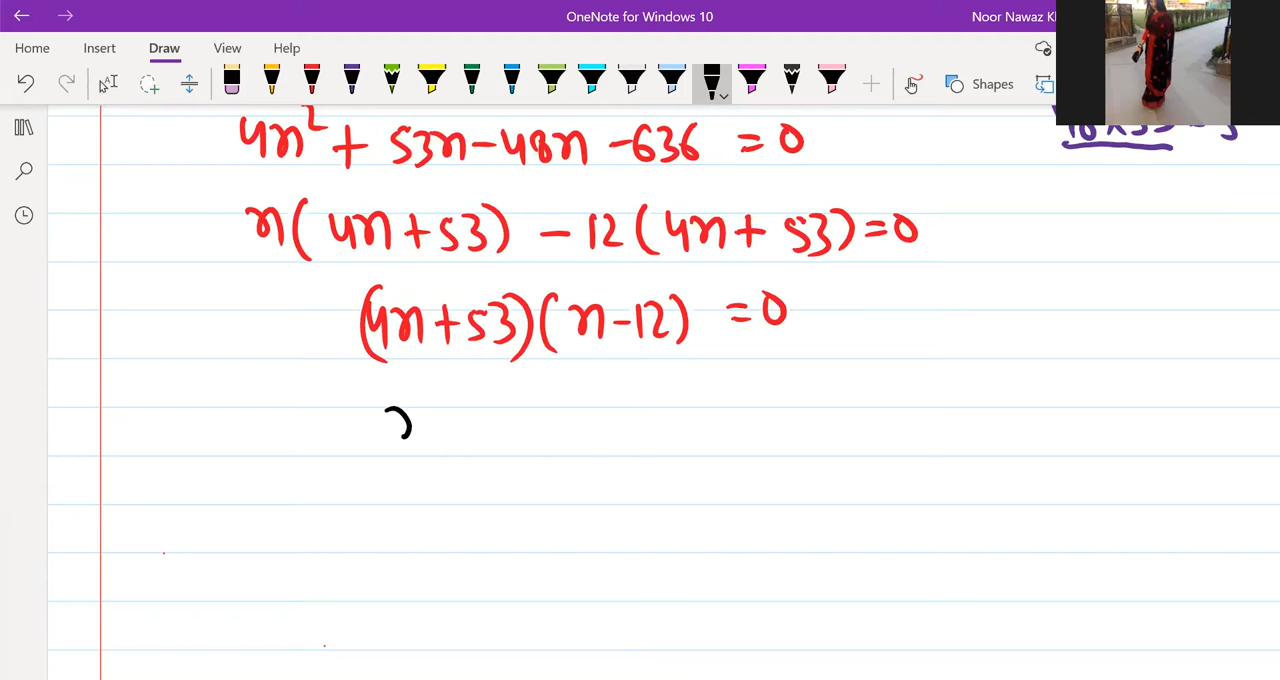 OneNote for Windows 10
Noor Nawaz
Home Insert Draw View Help
Shapes
4n² + 53n - 48n - 636 = 0
n(4n + 53) - 12(4n + 53) = 0
(4n + 53)(n - 12) = 0